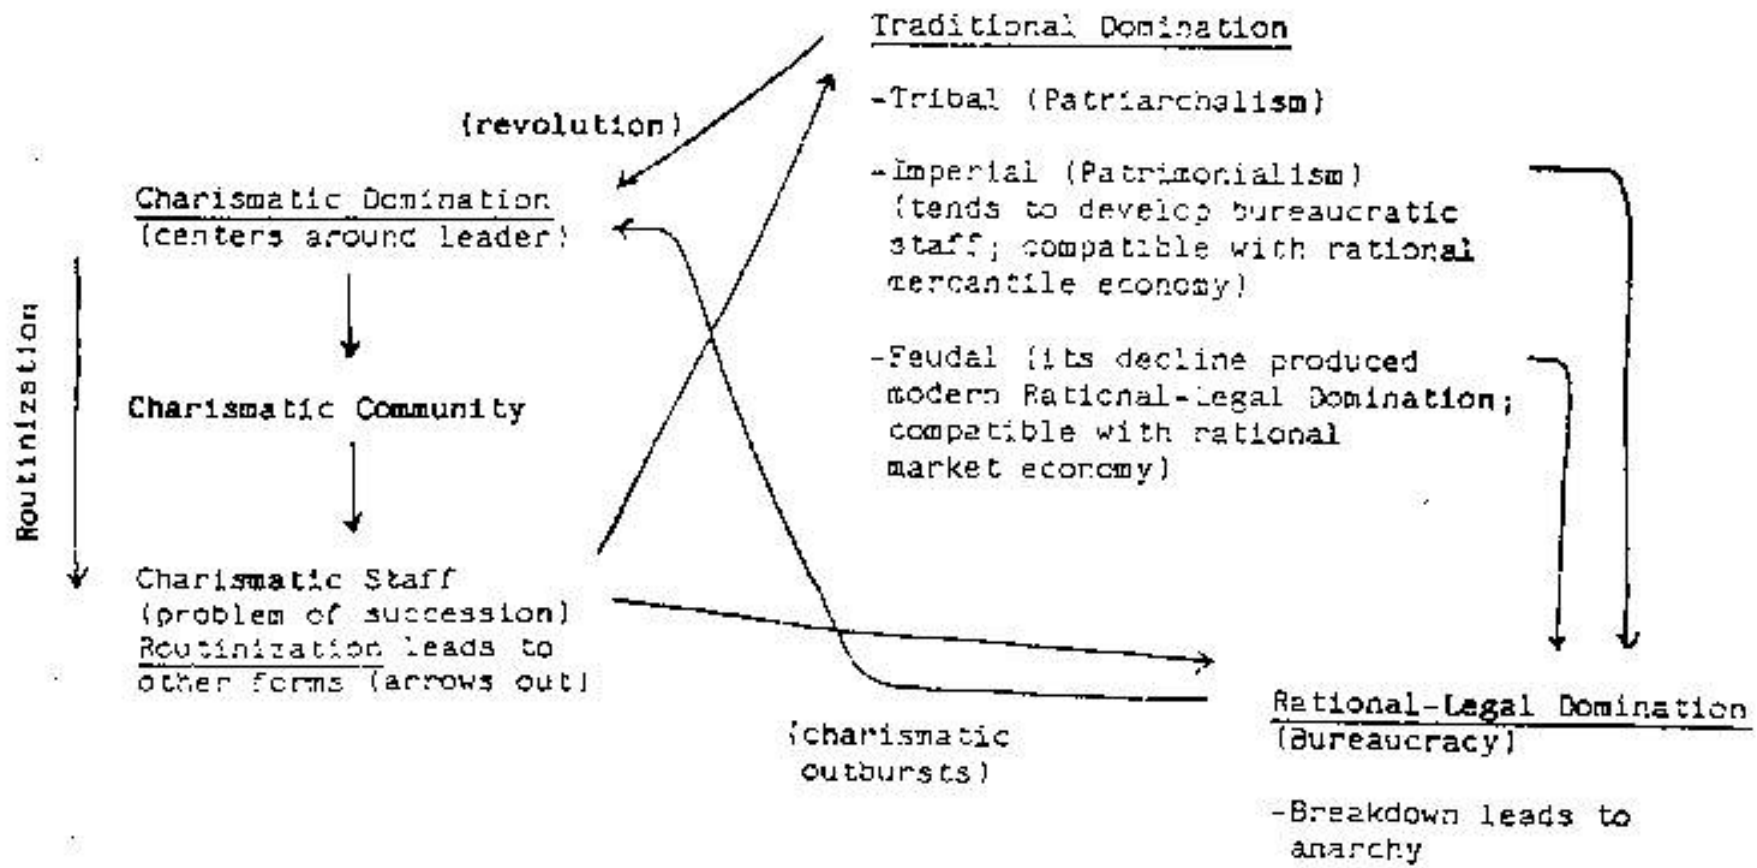 Traditional Domination
-Tribal (Patriarchalism)
(revolution)
-Imperial (Patrimonialism)
(tends to develop bureaucratic
staff; compatible with rational
mercantile economy)
Charismatic Domination
(centers around leader)
Routinization
-Feudal (its decline produced
modern Rational-Legal Domination;
compatible with rational
market economy)
Charismatic Community
Charismatic Staff
(problem of succession)
Routinization leads to
other forms (arrows out)
(charismatic
outbursts)
Rational-Legal Domination
(Bureaucracy)
-Breakdown leads to
anarchy